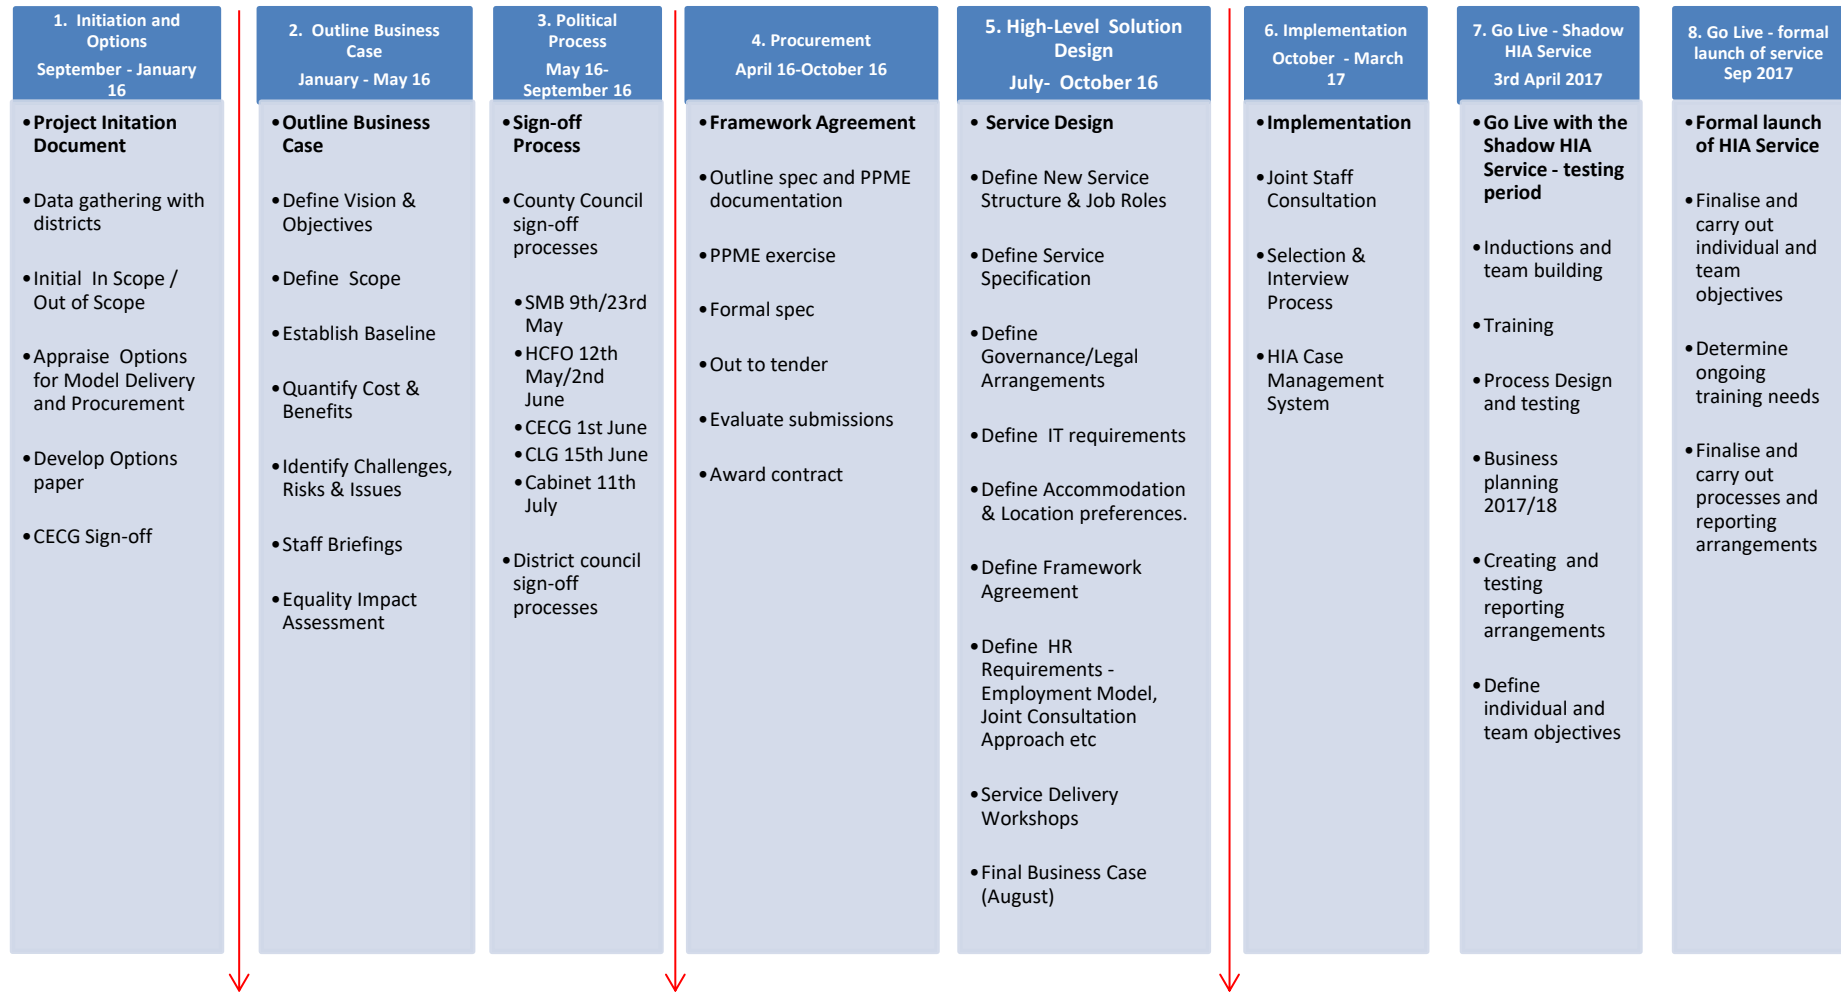 1. Initiation and
Options
September - January
16
•Project Initation
Document
•Data gathering with
districts
•Initial In Scope /
Out of Scope
•Appraise Options
for Model Delivery
and Procurement
•Develop Options
paper
•CECG Sign-off
2. Outline Business
Case
January - May 16
•Outline Business
Case
•Define Vision &
Objectives
•Define Scope
•Establish Baseline
•Quantify Cost &
Benefits
•Identify Challenges,
Risks & Issues
•Staff Briefings
•Equality Impact
Assessment
3. Political
Process
May 16-
September 16
•Sign-off
Process
•County Council
sign-off
processes
•SMB 9th/23rd
May
•HCFO 12th
May/2nd
June
•CECG 1st June
•CLG 15th June
•Cabinet 11th
July
•District council
sign-off
processes
4. Procurement
April 16-October 16
•Framework Agreement
•Outline spec and PPME
documentation
•PPME exercise
•Formal spec
•Out to tender
•Evaluate submissions
•Award contract
5. High-Level Solution
Design
July- October 16
• Service Design
•Define New Service
Structure & Job Roles
•Define Service
Specification
•Define
Governance/Legal
Arrangements
•Define IT requirements
•Define Accommodation
& Location preferences.
•Define Framework
Agreement
•Define HR
Requirements -
Employment Model,
Joint Consultation
Approach etc
•Service Delivery
Workshops
•Final Business Case
(August)
6. Implementation
October - March
17
•Implementation
•Joint Staff
Consultation
•Selection &
Interview
Process
•HIA Case
Management
System
7. Go Live - Shadow
HIA Service
3rd April 2017
•Go Live with the
Shadow HIA
Service - testing
period
•Inductions and
team building
•Training
•Process Design
and testing
•Business
planning
2017/18
•Creating and
testing
reporting
arrangements
•Define
individual and
team objectives
8. Go Live - formal
launch of service
Sep 2017
•Formal launch
of HIA Service
•Finalise and
carry out
individual and
team
objectives
•Determine
ongoing
training needs
•Finalise and
carry out
processes and
reporting
arrangements